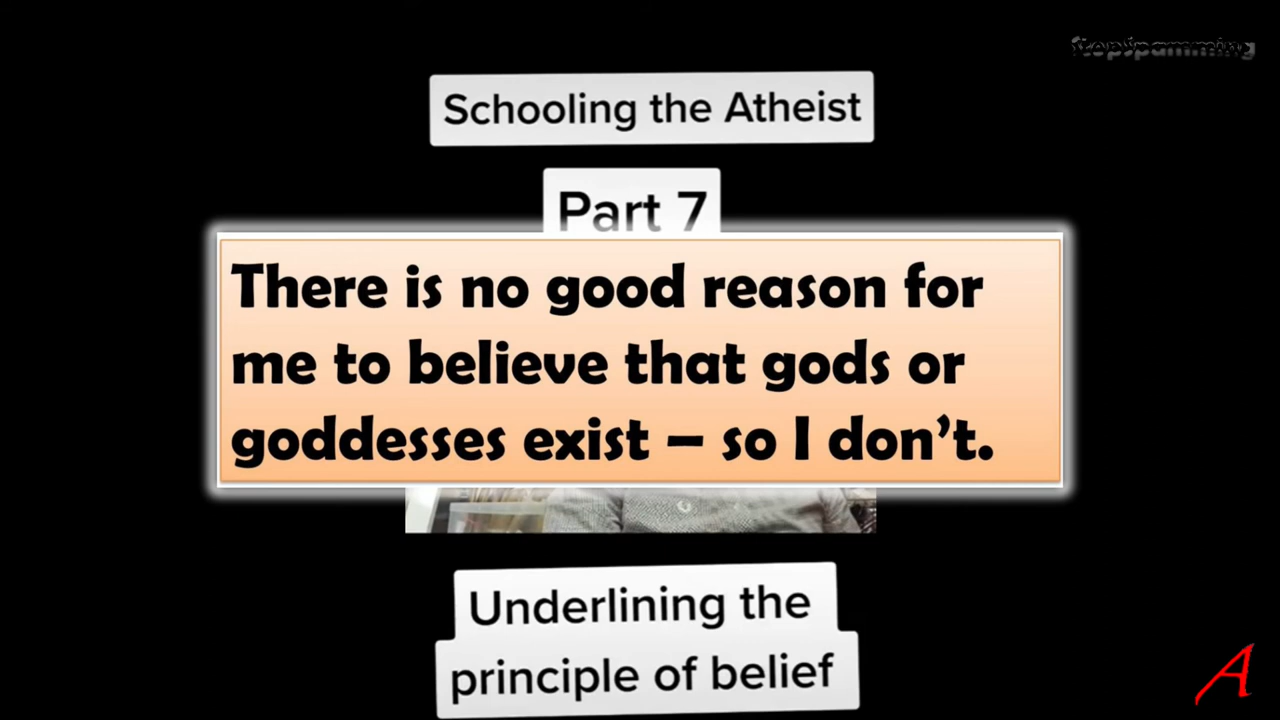 StopSpamming
Schooling the Atheist
Part 7
There is no good reason for
me to believe that gods or
goddesses exist – so I don’t.
Underlining the
principle of belief
A